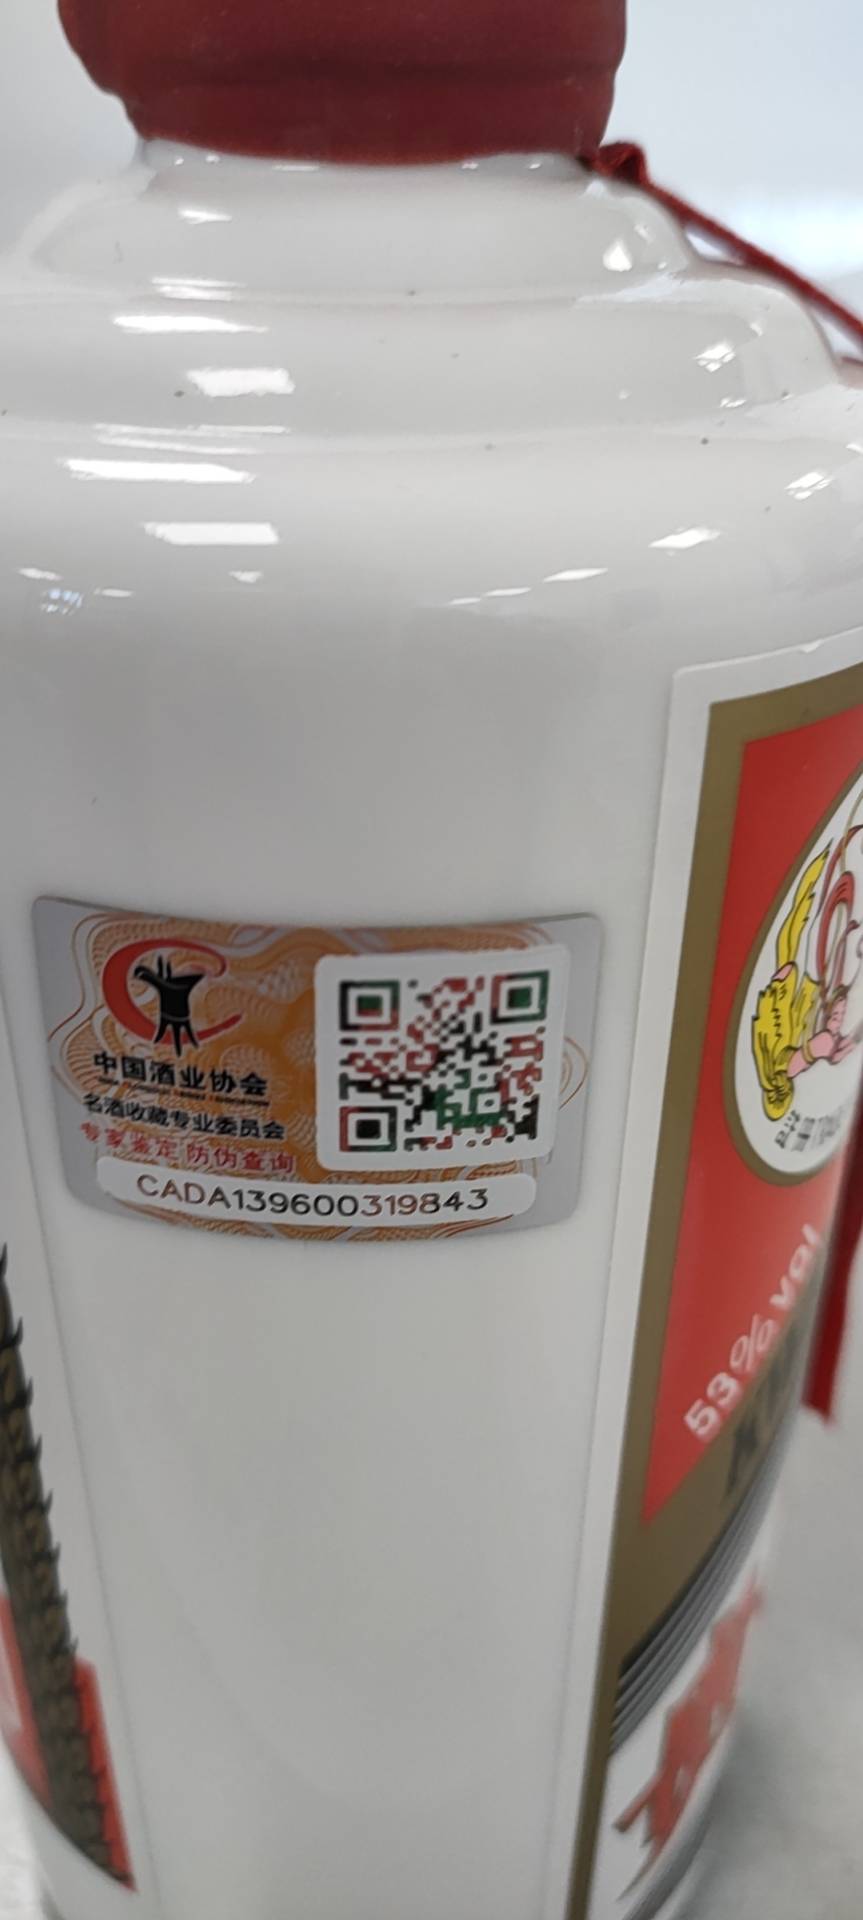 中国酒业协会
名酒收藏专业委员会
专家鉴定 防伪查询
CADA139600319843
53% vol